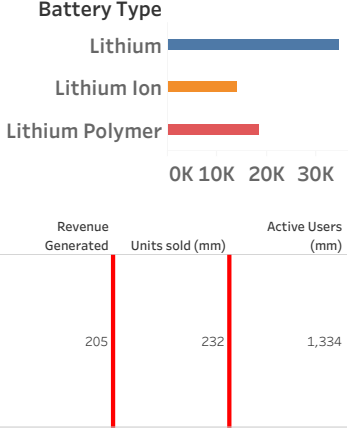 Battery Type
Lithium
Lithium Ion
Lithium Polymer
0K 10K 20K 30K
Revenue Generated Units sold (mm) Active Users (mm)
205 232 1,334